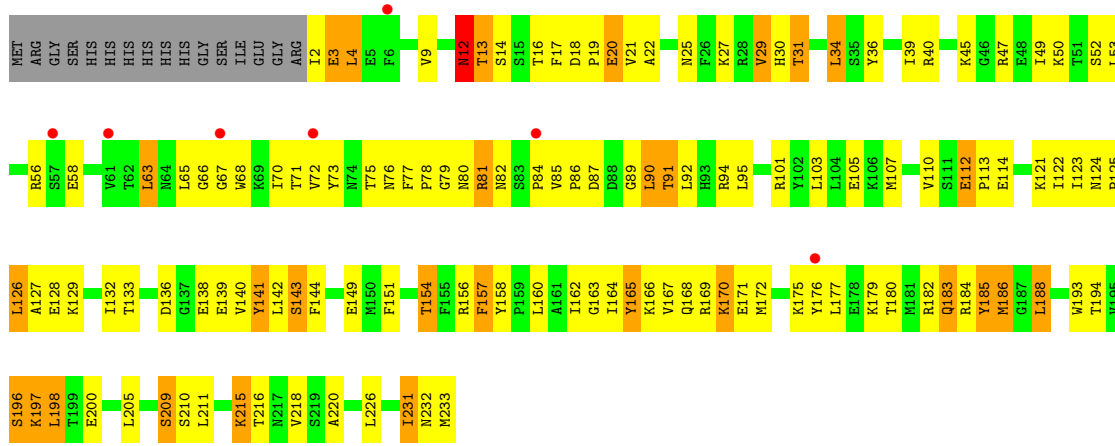 MET ARG GLY SER HIS HIS HIS HIS HIS HIS GLY SER ILE GLU GLY ARG I2 E3 L4 E5 F6 V9 N12 T13 S14 S15 T16 F17 D18 P19 E20 V21 A22 N25 F26 K27 R28 V29 H30 T31 L34 S35 Y36 I39 R40 K45 G46 R47 E48 I49 K50 T51 S52 L53
R56 S57 E58 V61 T62 L63 N64 L65 G66 G67 W68 K69 I70 T71 V72 Y73 N74 T75 N76 F77 P78 G79 N80 R81 N82 S83 P84 V85 P86 D87 D88 G89 L90 T91 L92 H93 R94 L95 R101 Y102 L103 L104 E105 K106 M107 V110 S111 E112 P113 E114 K121 I122 I123 N124 P125
L126 A127 E128 K129 I132 T133 D136 G137 E138 E139 V140 Y141 L142 S143 F144 E149 M150 F151 T154 F155 R156 F157 Y158 P159 L160 A161 I162 G163 I164 Y165 K166 V167 Q168 R169 K170 E171 M172 K175 Y176 L177 E178 K179 T180 M181 R182 Q183 R184 Y185 M186 G187 L188 W193 T194 V195
S196 K197 L198 T199 E200 L205 S209 S210 L211 K215 T216 N217 V218 S219 A220 L226 I231 N232 M233